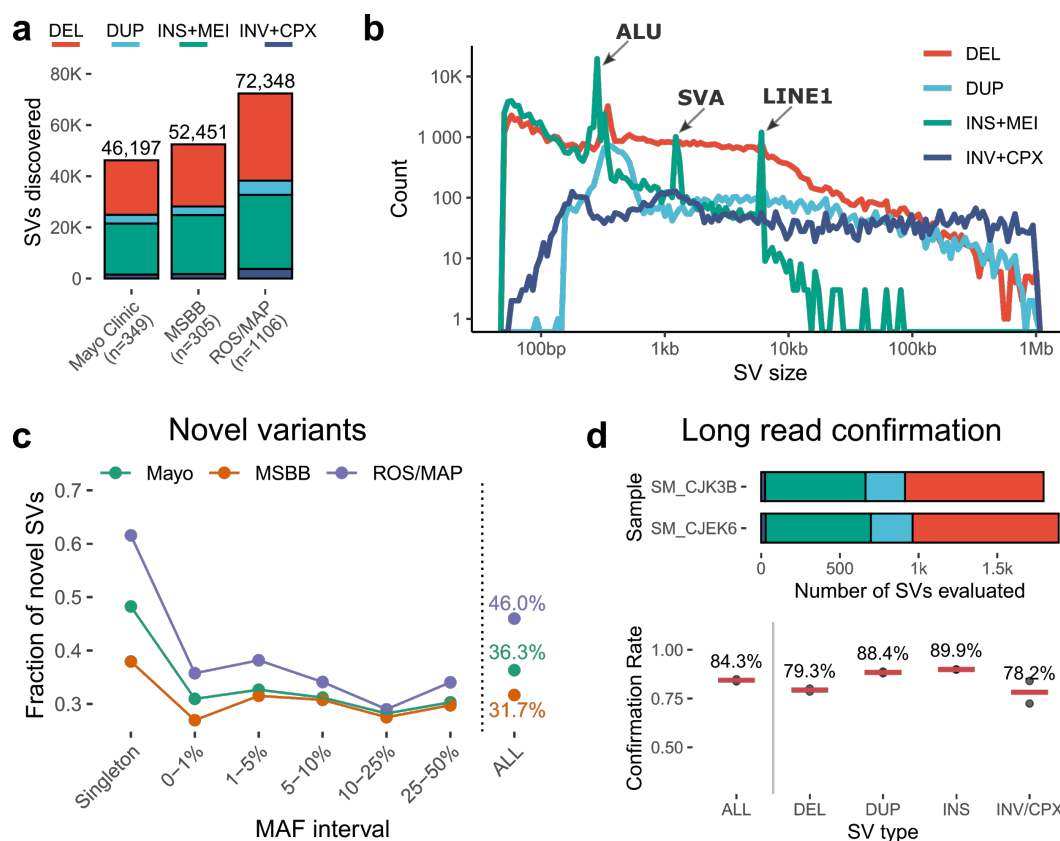 a
DEL DUP INS+MEI INV+CPX
80K
60K
40K
20K
0
SVs discovered
46,197
52,451
72,348
Mayo Clinic
(n=349)
MSBB
(n=305)
ROS/MAP
(n=1106)
b
ALU
SVA
LINE1
DEL
DUP
INS+MEI
INV+CPX
10K
1 000
100
10
1
Count
100bp 1kb 10kb 100kb 1Mb
SV size
c
Novel variants
Mayo MSBB ROS/MAP
0.7
0.6
0.5
0.4
0.3
Fraction of novel SVs
46.0%
36.3%
31.7%
Singleton
0−1%
1−5%
5−10%
10−25%
25−50%
ALL
MAF interval
d
Long read confirmation
Sample
SM_CJK3B
SM_CJEK6
0 500 1k 1.5k
Number of SVs evaluated
Confirmation Rate
1.00
0.75
0.50
84.3%
79.3%
88.4%
89.9%
78.2%
ALL DEL DUP INS INV/CPX
SV type